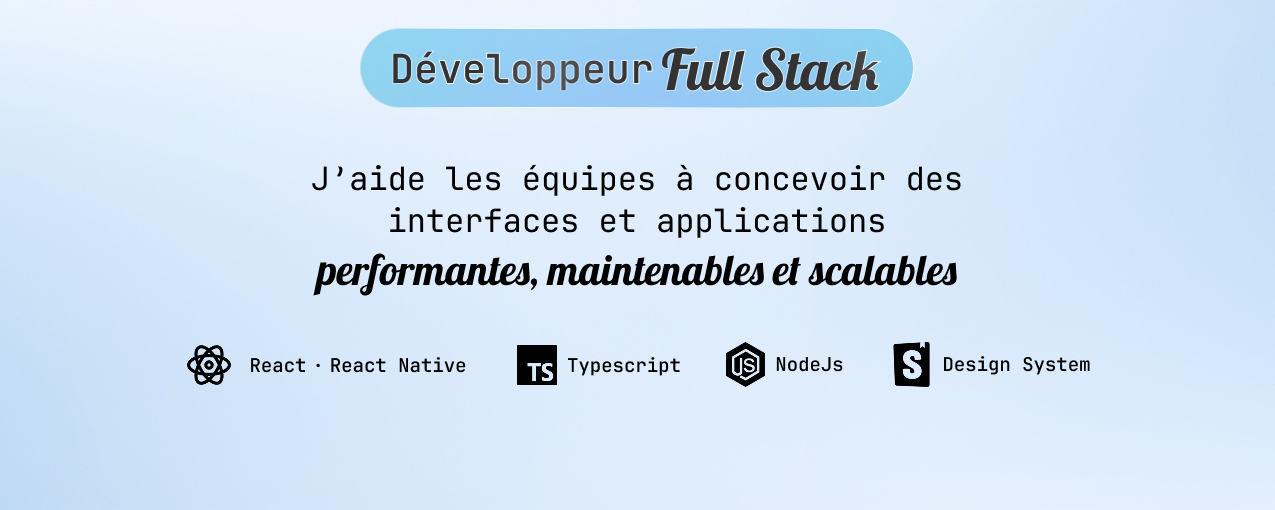 Développeur Full Stack
J’aide les équipes à concevoir des
interfaces et applications
performantes, maintenables et scalables
React · React Native TS Typescript JS NodeJs S Design System